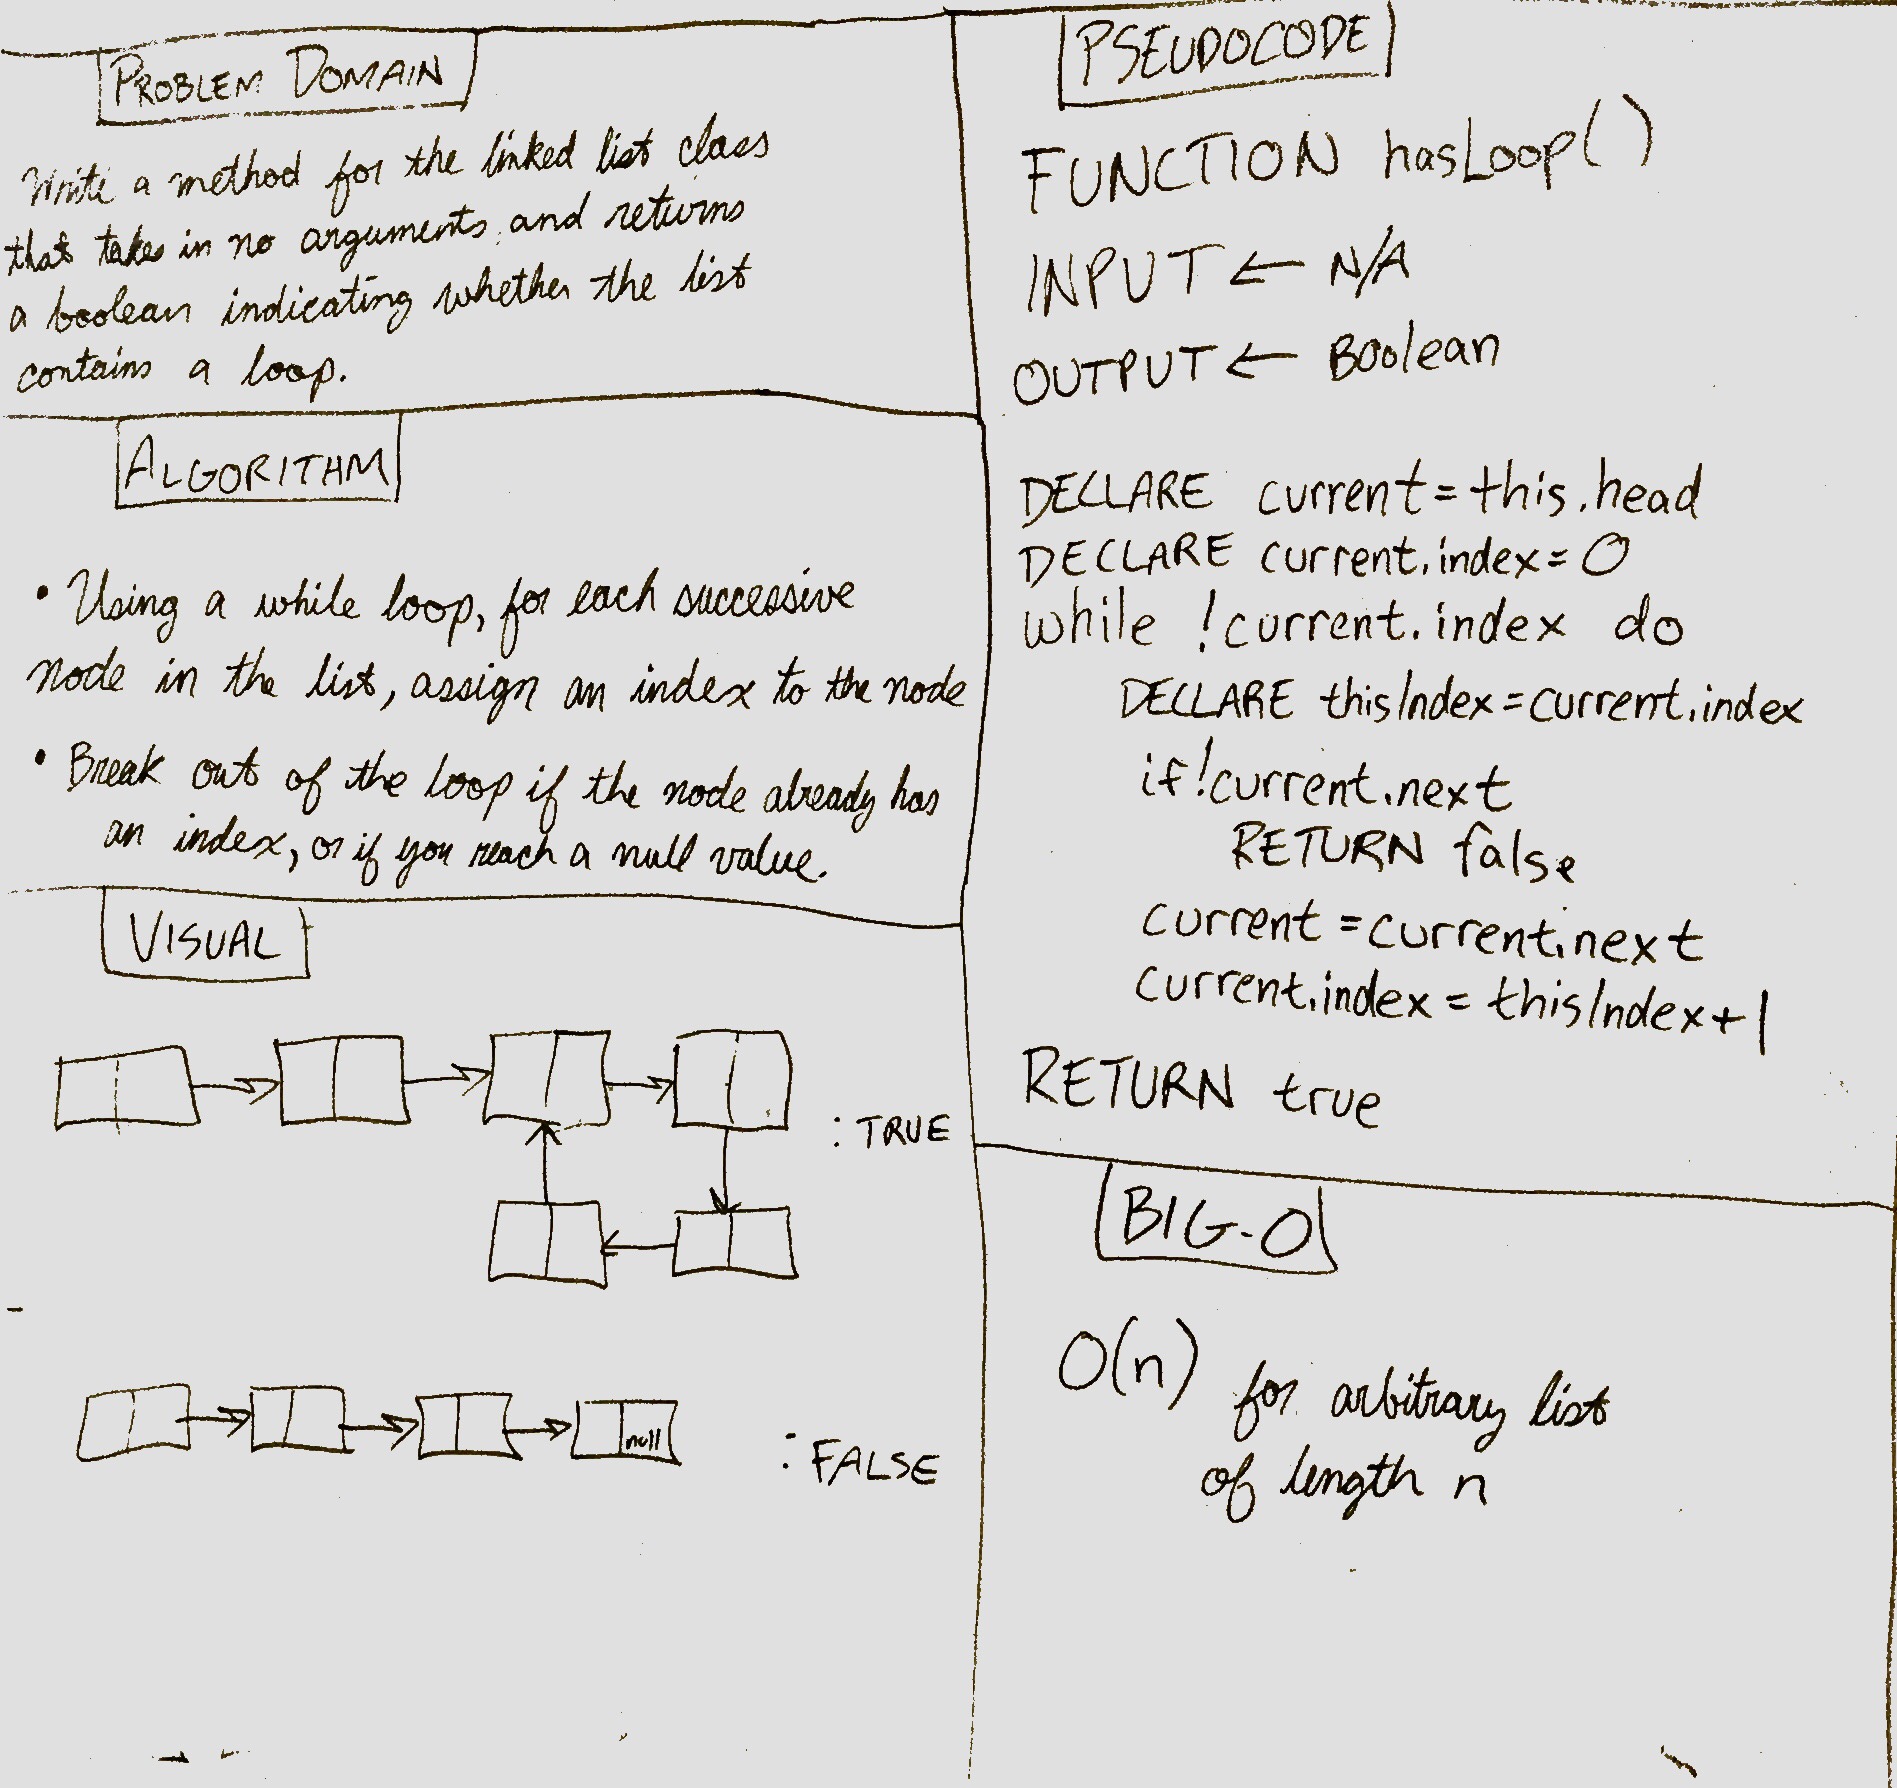 PROBLEM DOMAIN
Write a method for the linked list class
that takes in no arguments, and returns
a boolean indicating whether the list
contains a loop.
ALGORITHM
• Using a while loop, for each successive
node in the list, assign an index to the node
• Break out of the loop if the node already has
an index, or if you reach a null value.
VISUAL
: TRUE
null
: FALSE
PSEUDOCODE
FUNCTION hasLoop()
INPUT ← N/A
OUTPUT ← Boolean
DECLARE current = this.head
DECLARE current.index = 0
while !current.index do
DECLARE thisIndex = current.index
if !current.next
RETURN false
current = current.next
current.index = thisIndex + 1
RETURN true
BIG-O
O(n) for arbitrary list
of length n